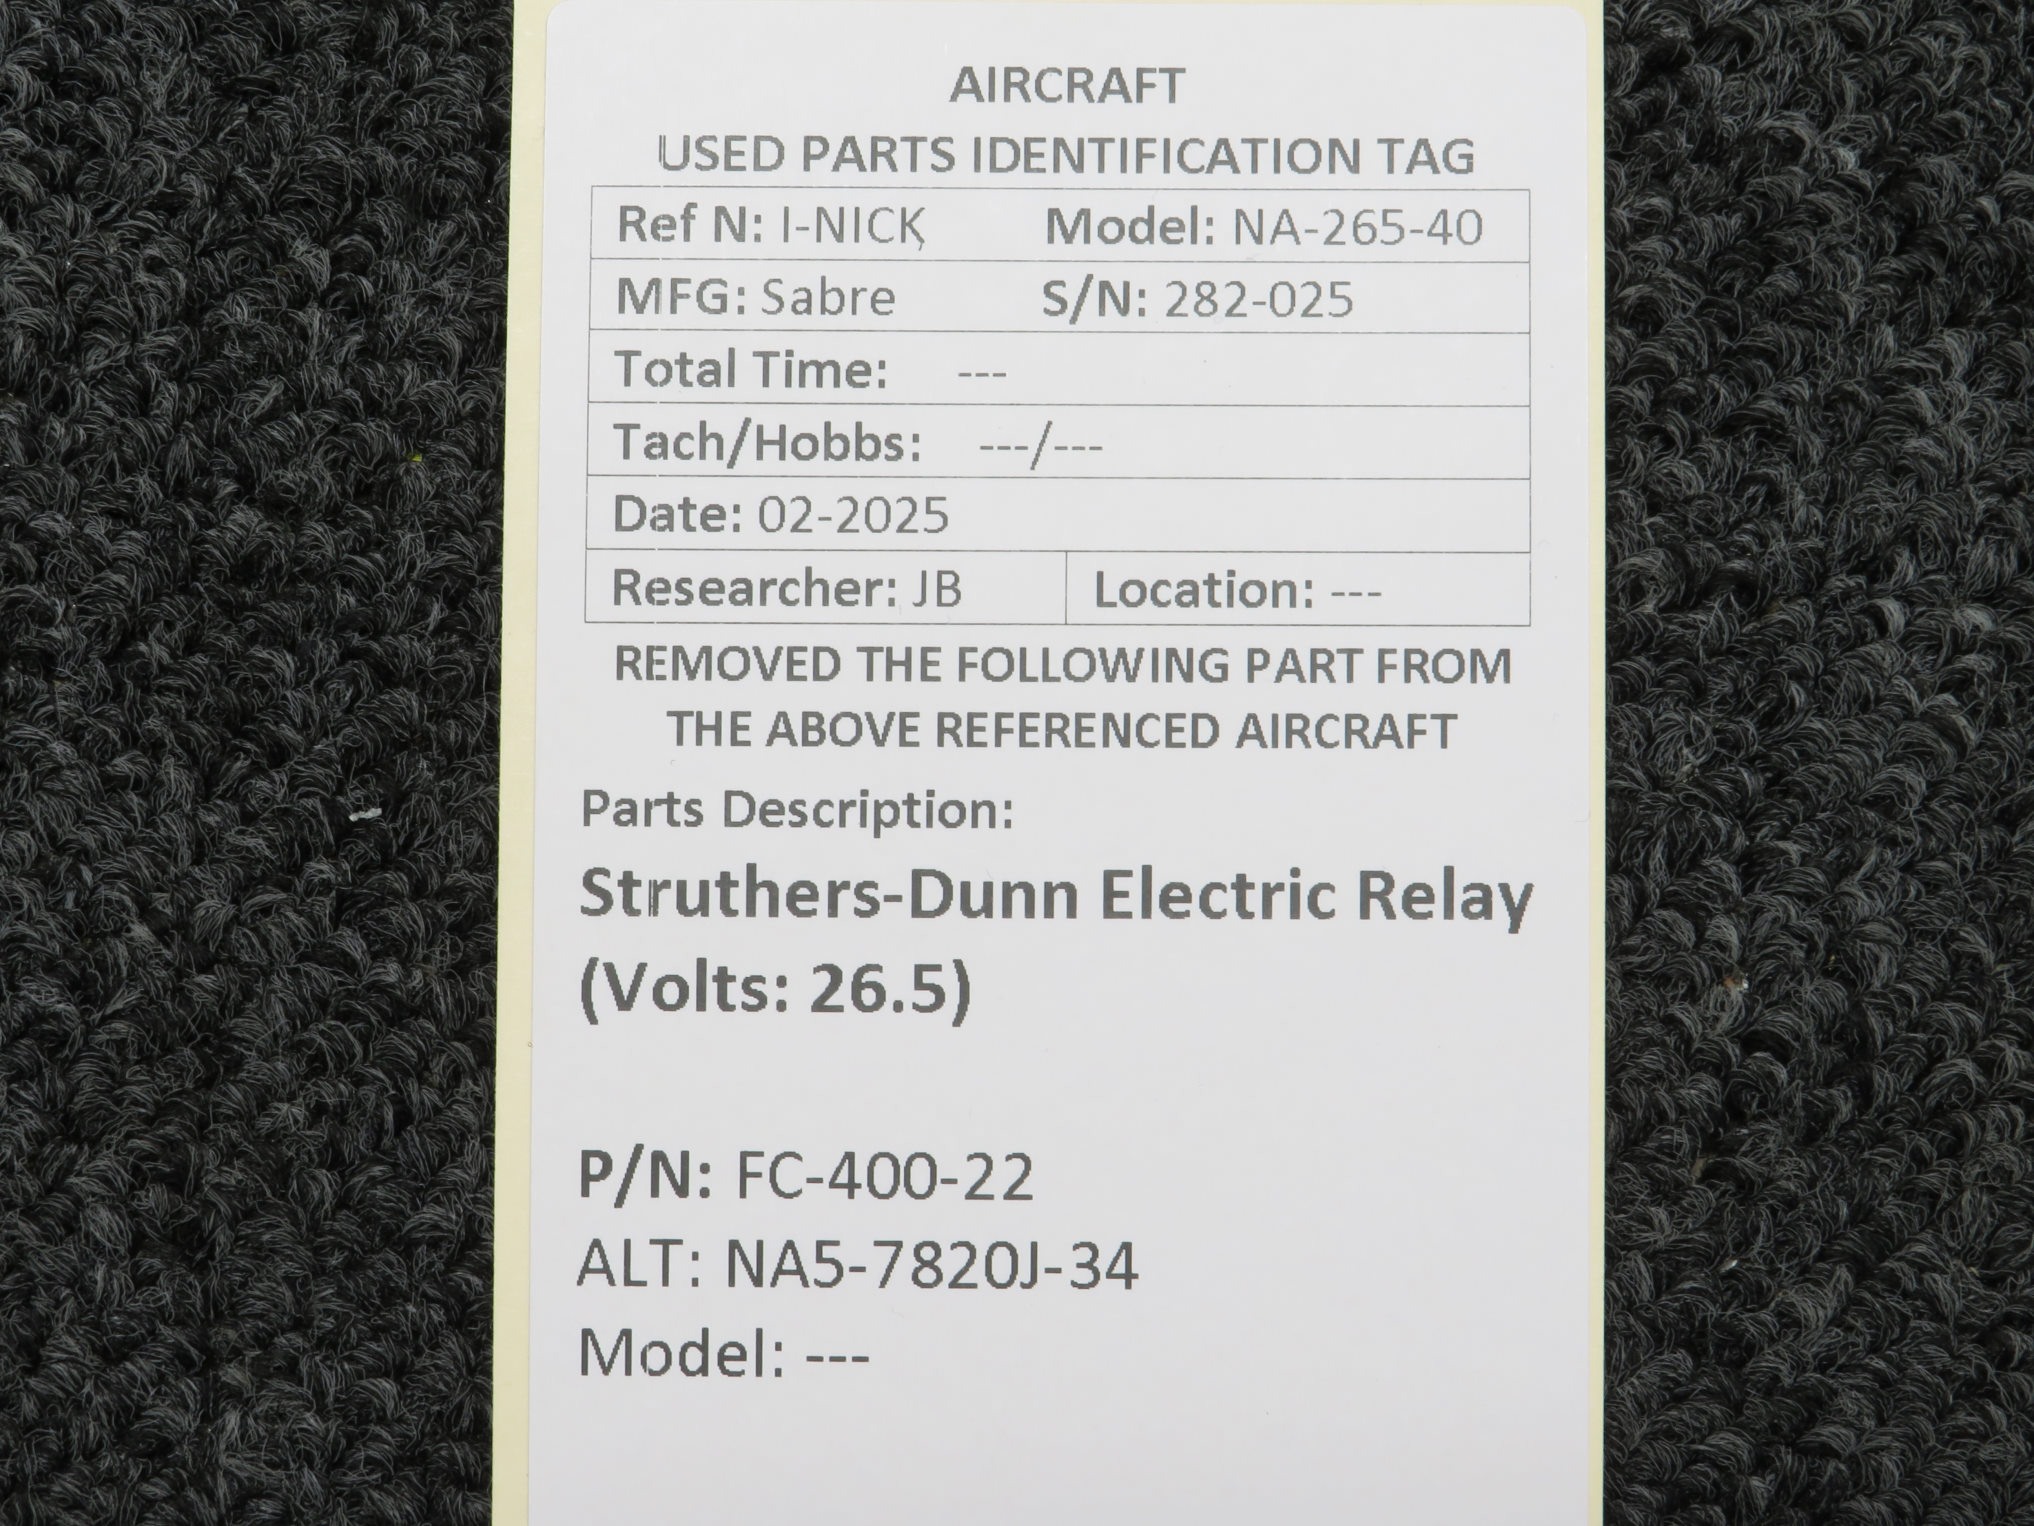 AIRCRAFT
USED PARTS IDENTIFICATION TAG
Ref N: I-NICK Model: NA-265-40
MFG: Sabre S/N: 282-025
Total Time: ---
Tach/Hobbs: ---/---
Date: 02-2025
Researcher: JB Location: ---
REMOVED THE FOLLOWING PART FROM
THE ABOVE REFERENCED AIRCRAFT
Parts Description:
Struthers-Dunn Electric Relay
(Volts: 26.5)
P/N: FC-400-22
ALT: NA5-7820J-34
Model: ---